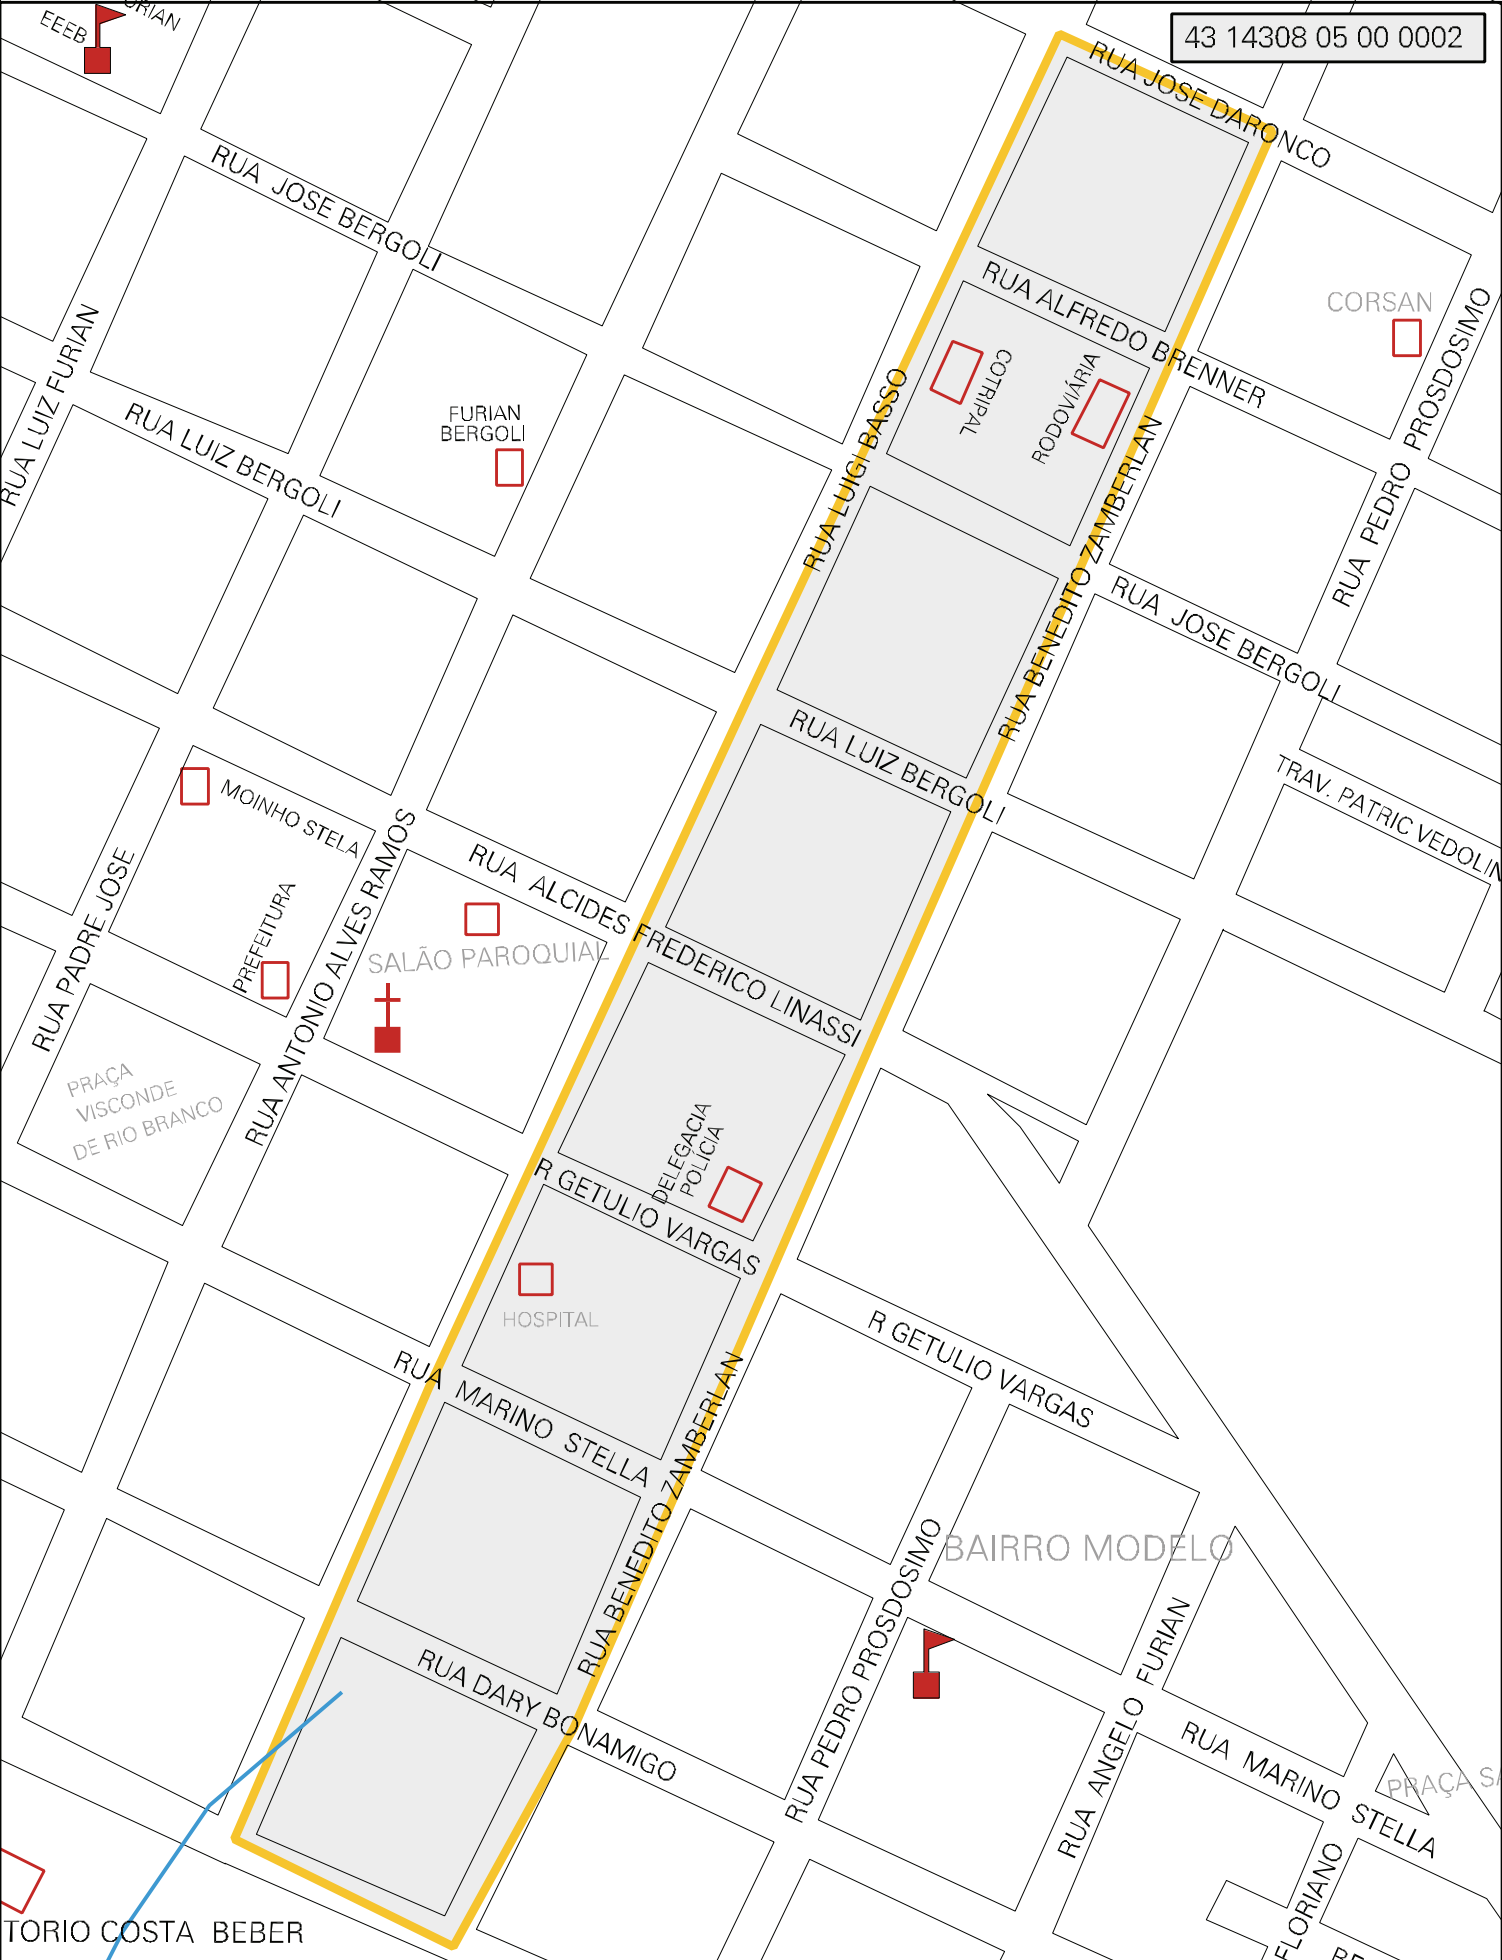 EEEB
URIAN
43 14308 05 00 0002
RUA JOSE DARONCO
RUA JOSE BERGOLI
RUA ALFREDO BRENNER
CORSAN
RUA LUIZ FURIAN
RUA LUIZ BERGOLI
FURIAN
BERGOLI
RUA LUIGI BASSO
COTRIPAL
RODOVIÁRIA
RUA BENEDITO ZAMBERLAN
RUA PEDRO PROSDOSIMO
RUA JOSE BERGOLI
RUA LUIZ BERGOLI
TRAV. PATRIC VEDOLIN
MOINHO STELA
PREFEITURA
RUA PADRE JOSE
RUA ANTONIO ALVES RAMOS
RUA ALCIDES FREDERICO LINASSI
SALÃO PAROQUIAL
PRAÇA
VISCONDE
DE RIO BRANCO
DELEGACIA
POLÍCIA
R GETULIO VARGAS
HOSPITAL
R GETULIO VARGAS
RUA MARINO STELLA
RUA BENEDITO ZAMBERLAN
BAIRRO MODELO
RUA PEDRO PROSDOSIMO
RUA ANGELO FURIAN
RUA DARY BONAMIGO
RUA MARINO STELLA
PRAÇA SA
FLORIANO
TORIO COSTA BEBER